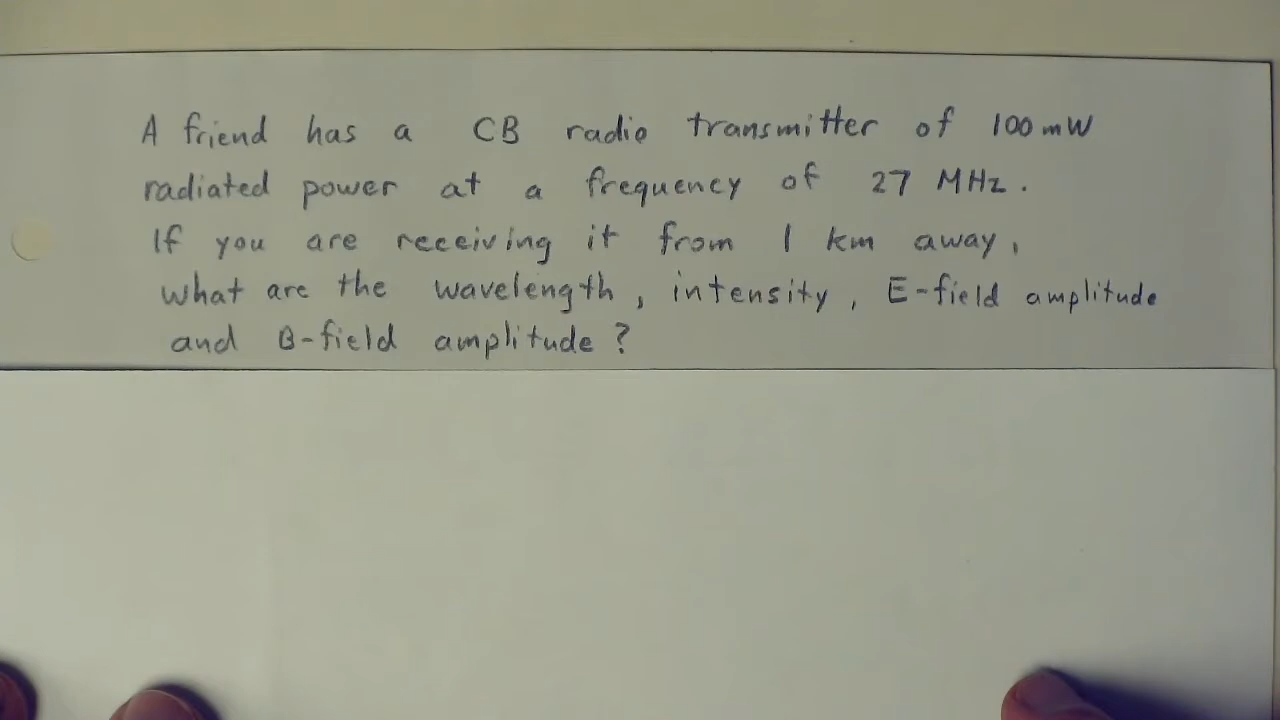 A friend has a CB radio transmitter of 100 mW
radiated power at a frequency of 27 MHz.
If you are receiving it from 1 km away,
what are the wavelength, intensity, E-field amplitude
and B-field amplitude?